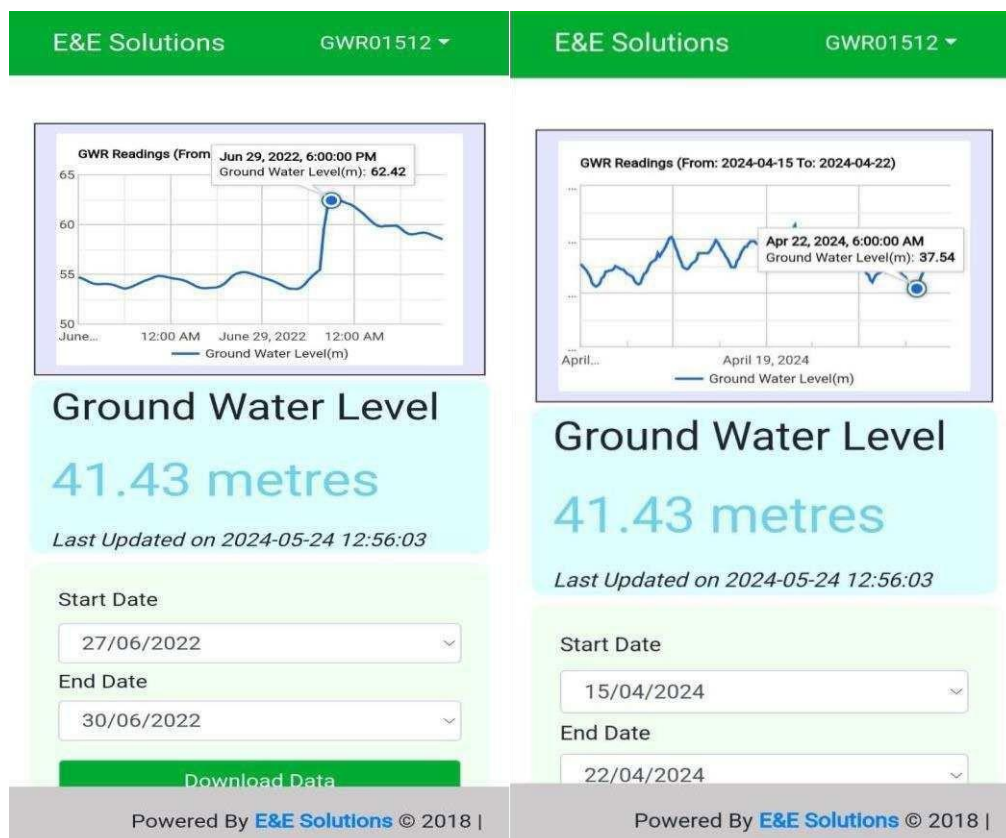 E&E Solutions GWR01512
GWR Readings (From
Jun 29, 2022, 6:00:00 PM
Ground Water Level(m): 62.42
65
60
55
50
June... 12:00 AM June 29, 2022 12:00 AM
Ground Water Level(m)
Ground Water Level
41.43 metres
Last Updated on 2024-05-24 12:56:03
Start Date
27/06/2022
End Date
30/06/2022
Download Data
Powered By E&E Solutions © 2018 |
E&E Solutions GWR01512
GWR Readings (From: 2024-04-15 To: 2024-04-22)
...
...
...
...
Apr 22, 2024, 6:00:00 AM
Ground Water Level(m): 37.54
April... April 19, 2024
Ground Water Level(m)
Ground Water Level
41.43 metres
Last Updated on 2024-05-24 12:56:03
Start Date
15/04/2024
End Date
22/04/2024
Powered By E&E Solutions © 2018 |